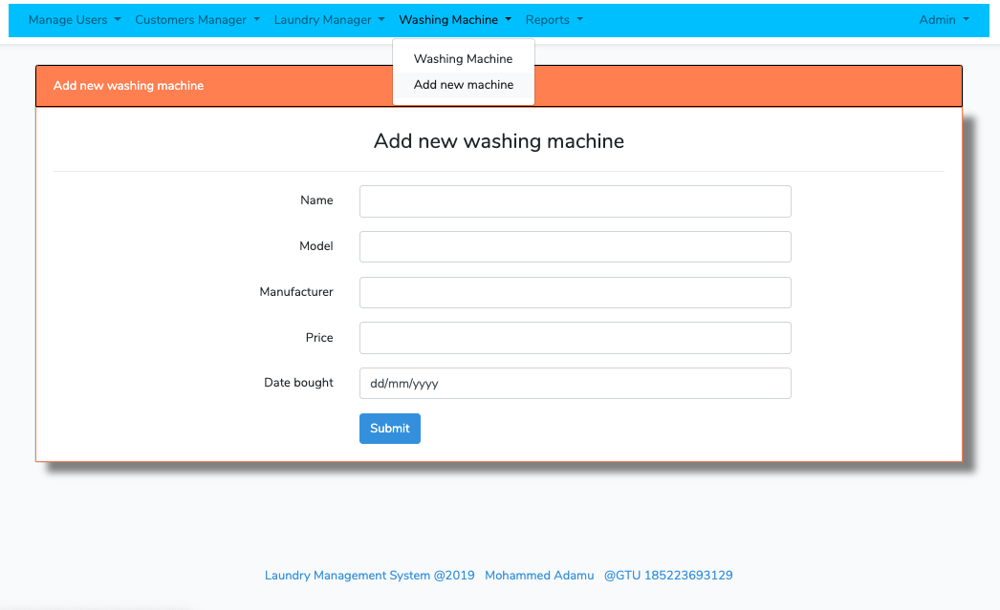 Manage Users Customers Manager Laundry Manager Washing Machine Reports Admin
Washing Machine
Add new machine
Add new washing machine
Add new washing machine
Name
Model
Manufacturer
Price
Date bought dd/mm/yyyy
Submit
Laundry Management System @2019 Mohammed Adamu @GTU 185223693129